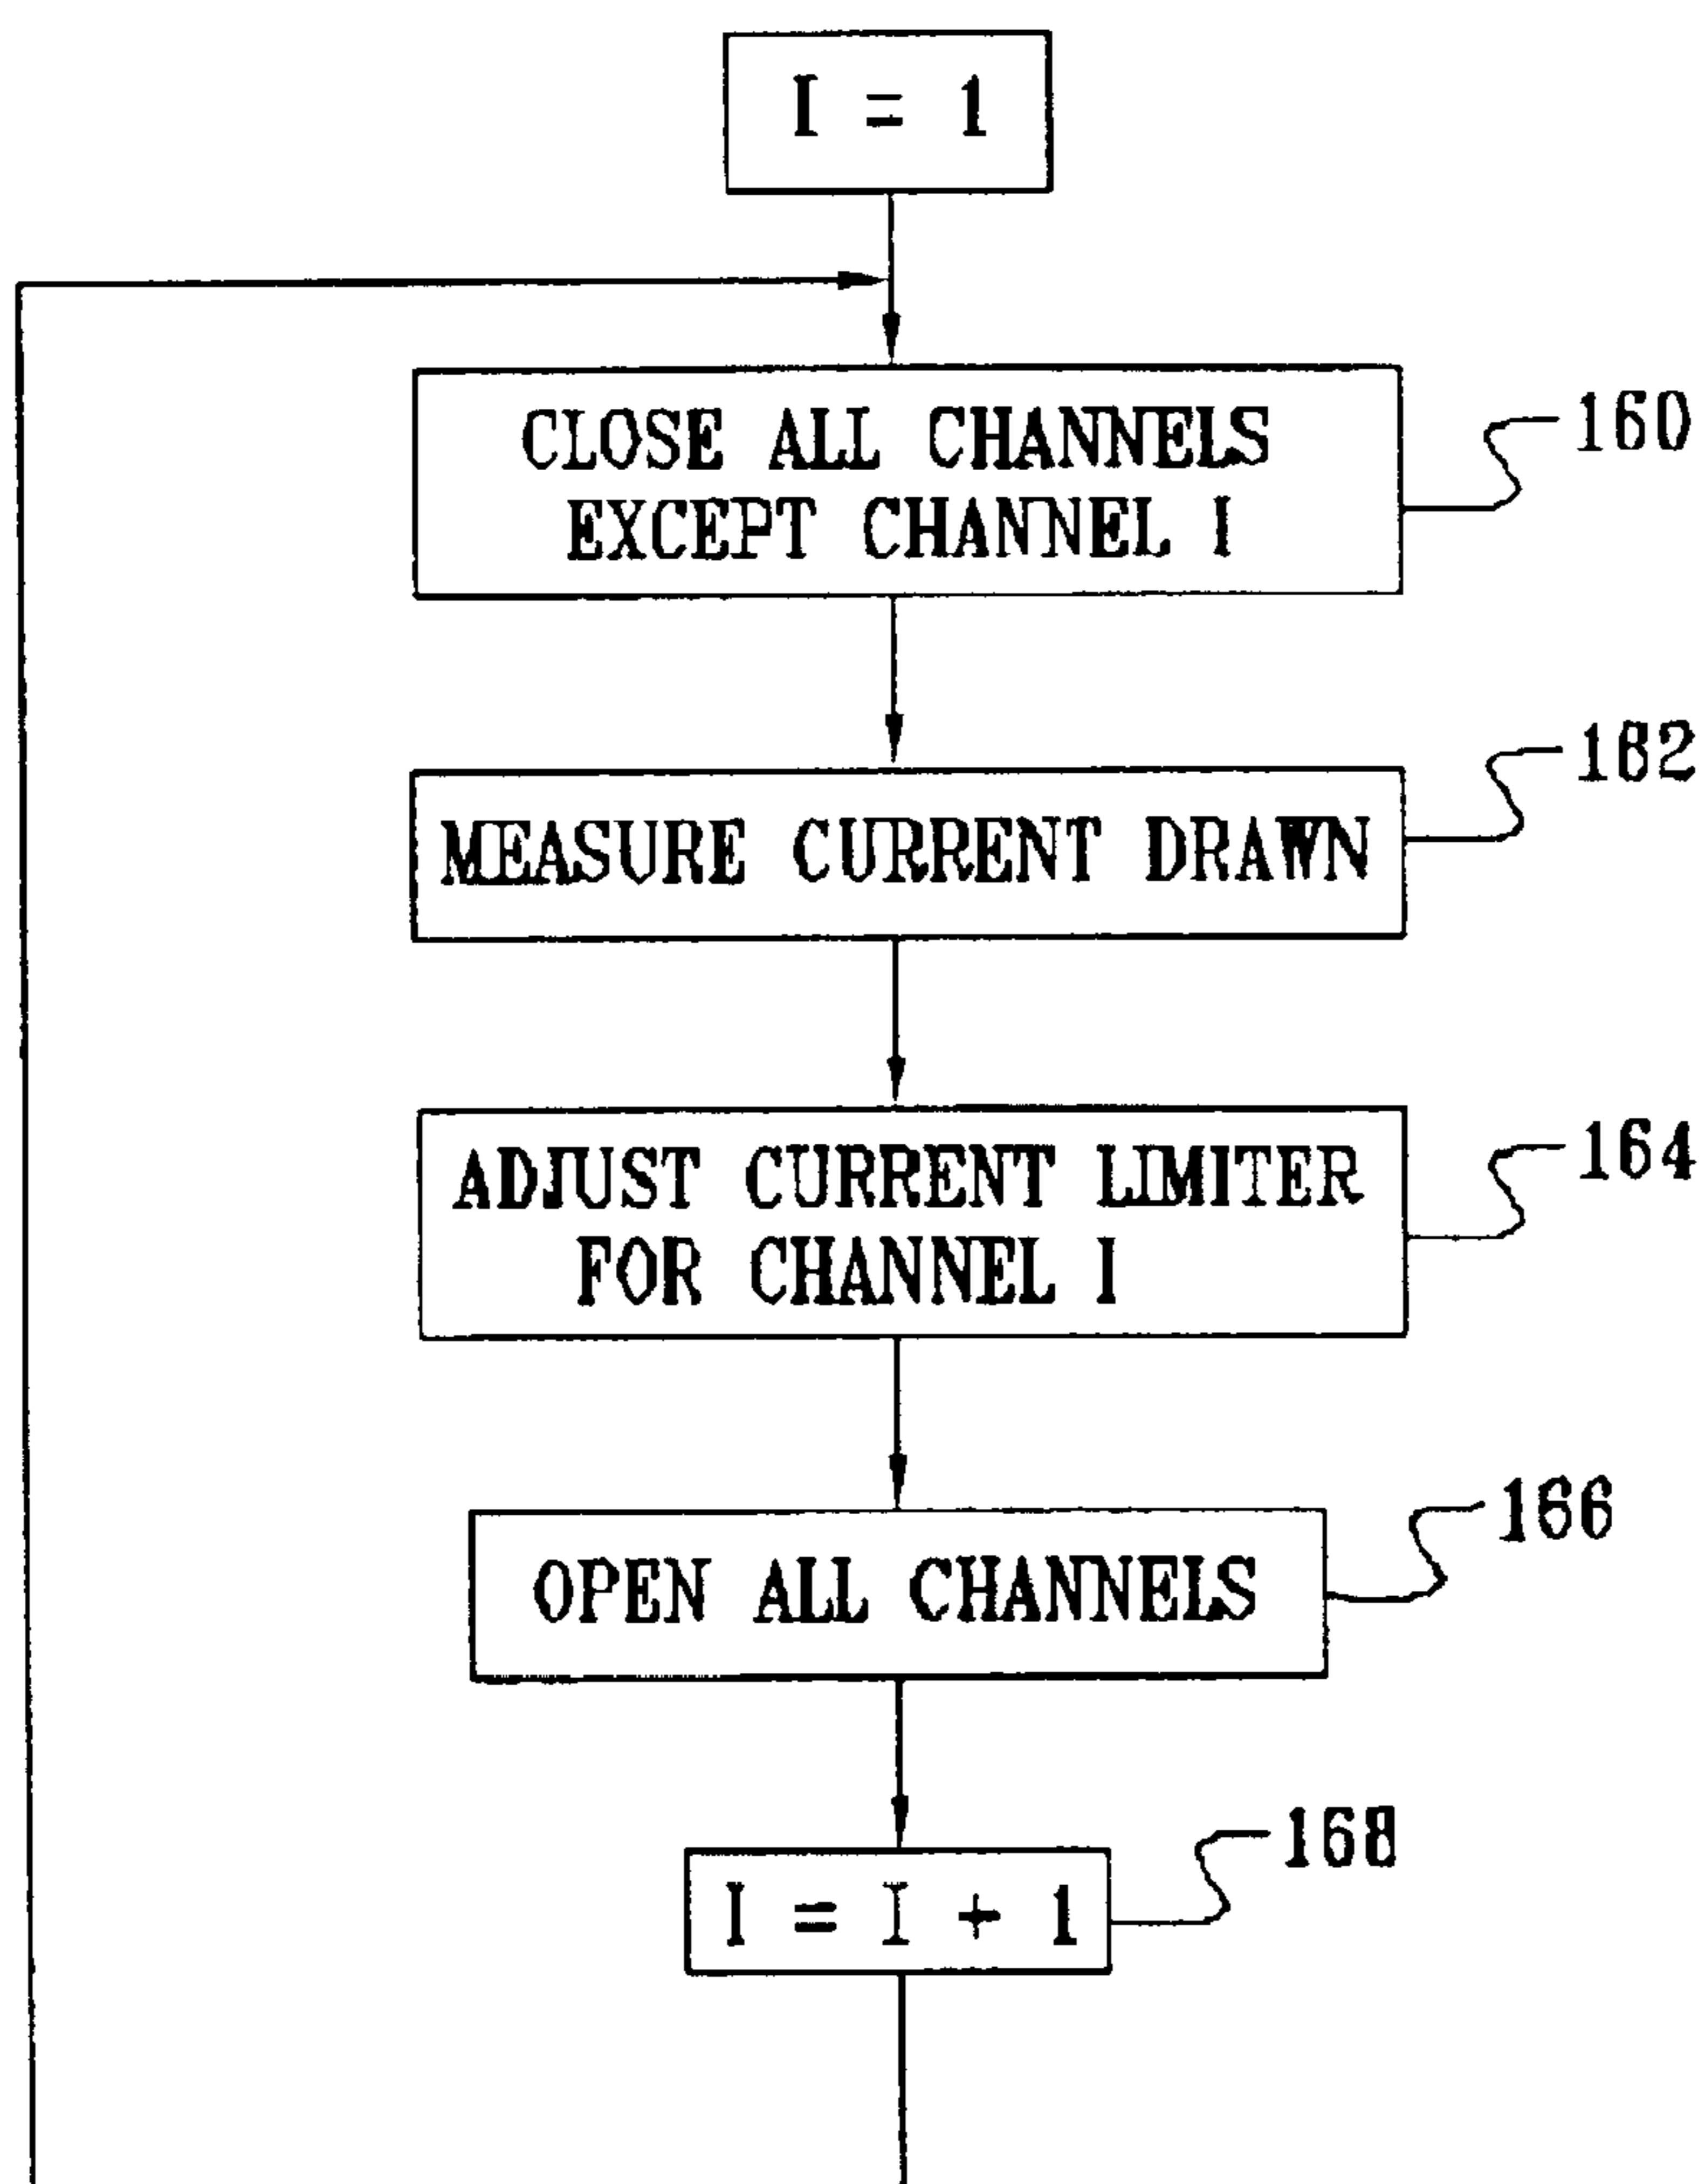 I = 1
CLOSE ALL CHANNELS
EXCEPT CHANNEL I
160
MEASURE CURRENT DRAWN
162
ADJUST CURRENT LIMITER
FOR CHANNEL I
164
OPEN ALL CHANNELS
166
I = I + 1
168